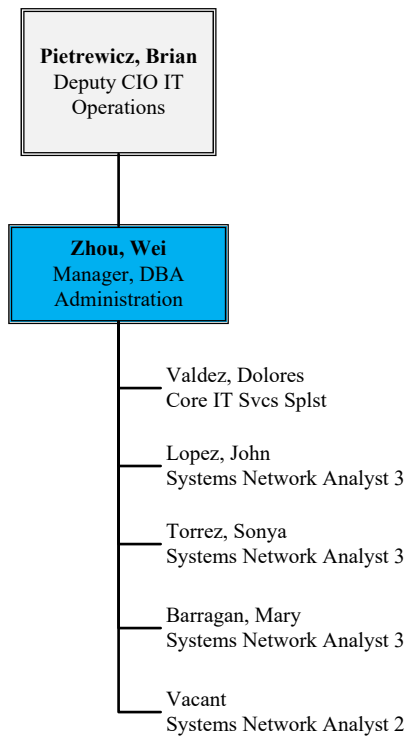 Pietrewicz, Brian
Deputy CIO IT
Operations
Zhou, Wei
Manager, DBA
Administration
Valdez, Dolores
Core IT Svcs Splst
Lopez, John
Systems Network Analyst 3
Torrez, Sonya
Systems Network Analyst 3
Barragan, Mary
Systems Network Analyst 3
Vacant
Systems Network Analyst 2